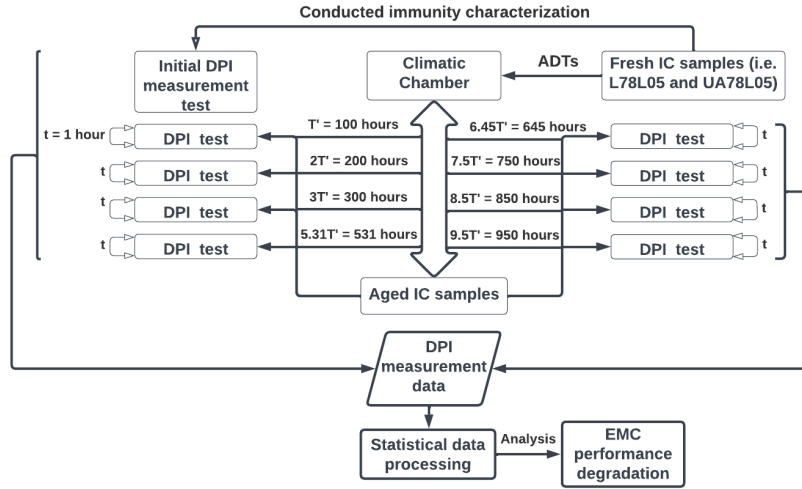 Conducted immunity characterization
Initial DPI
measurement
test
Climatic
Chamber
ADTs
Fresh IC samples (i.e.
L78L05 and UA78L05)
t = 1 hour
DPI test
T' = 100 hours
6.45T' = 645 hours
DPI test
t
t
DPI test
2T' = 200 hours
7.5T' = 750 hours
DPI test
t
t
DPI test
3T' = 300 hours
8.5T' = 850 hours
DPI test
t
t
DPI test
5.31T' = 531 hours
9.5T' = 950 hours
DPI test
t
Aged IC samples
DPI
measurement
data
Statistical data
processing
Analysis
EMC
performance
degradation